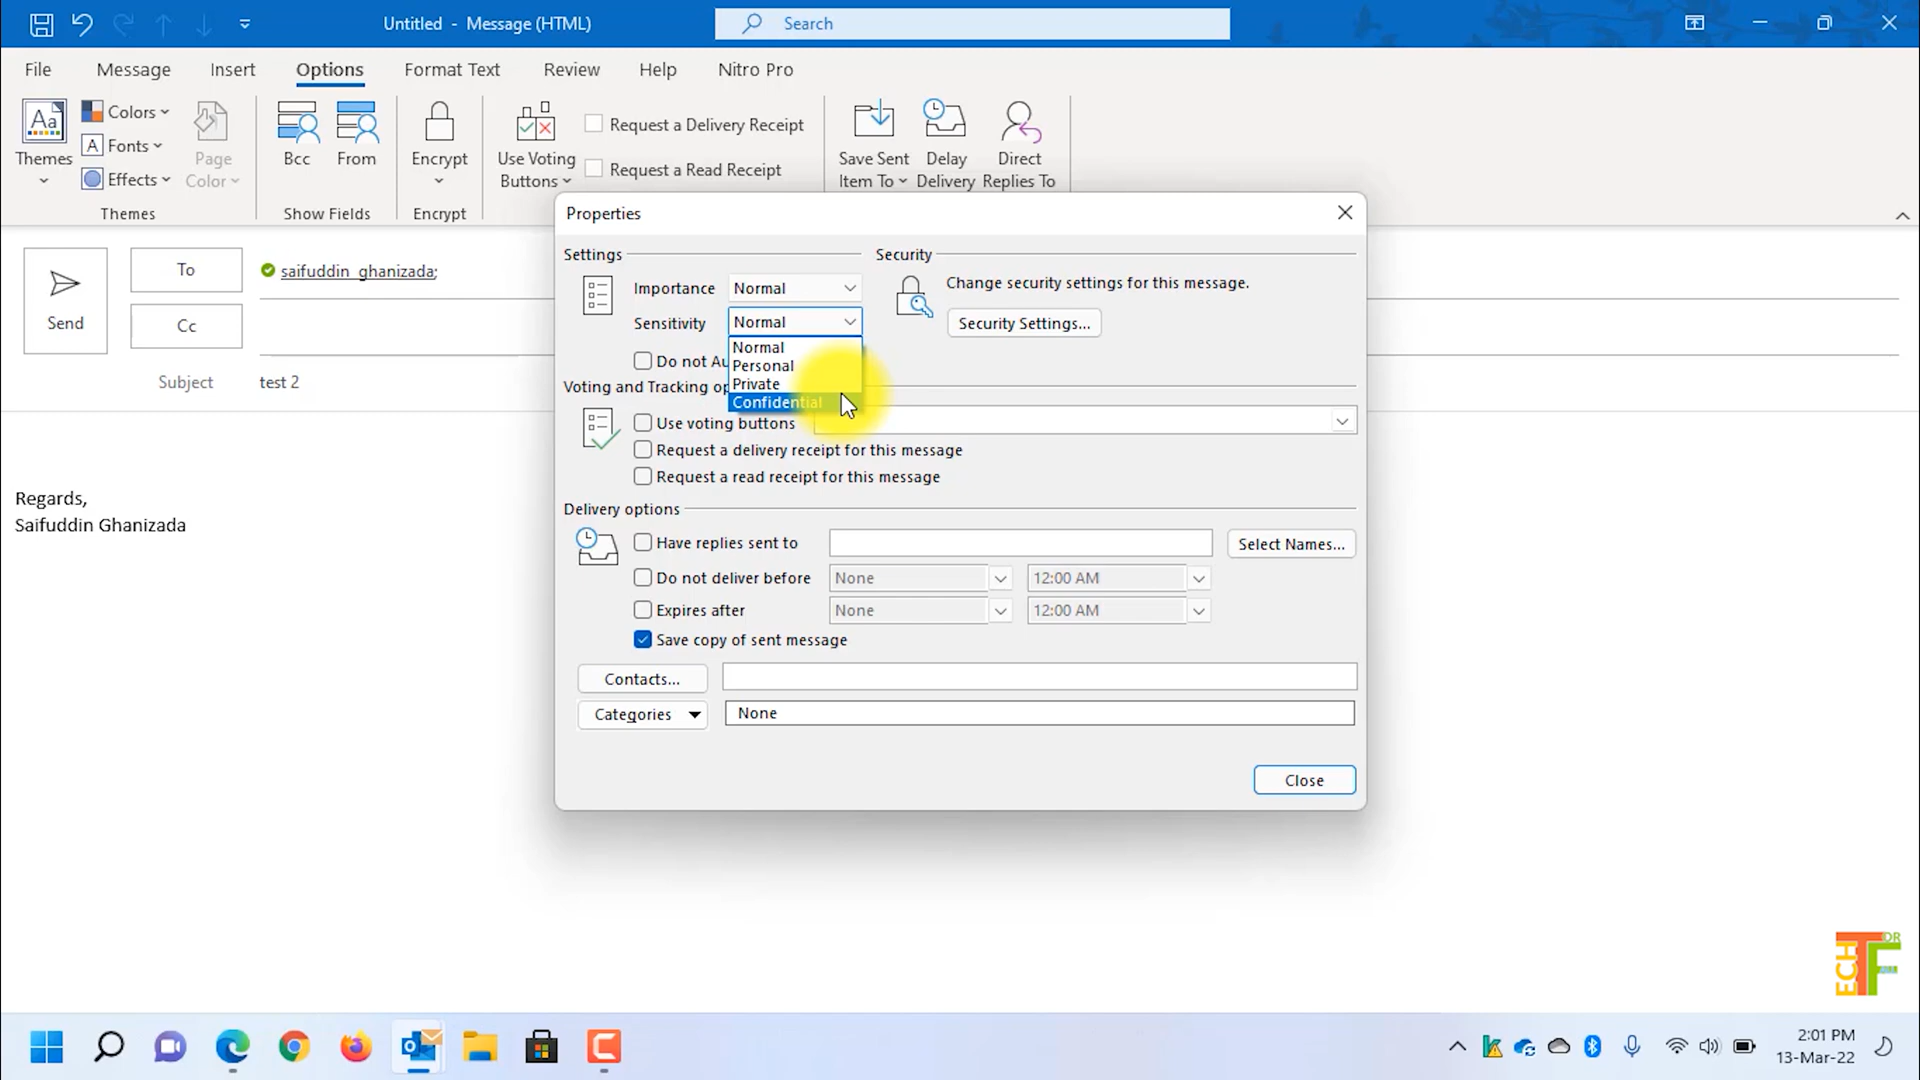 Untitled - Message (HTML)
Search
File Message Insert Options Format Text Review Help Nitro Pro
Aa Themes
Colors
A Fonts
Effects
Page Color
Themes
Bcc From
Show Fields
Encrypt
Encrypt
Use Voting Buttons
Request a Delivery Receipt
Request a Read Receipt
Save Sent Item To
Delay Delivery
Direct Replies To
Send
To
saifuddin_ghanizada;
Cc
Subject
test 2
Regards,
Saifuddin Ghanizada
Properties
Settings
Security
Importance Normal
Change security settings for this message.
Sensitivity Normal
Security Settings...
Normal
Personal
Private
Confidential
Do not Au
Voting and Tracking op
Use voting buttons
Request a delivery receipt for this message
Request a read receipt for this message
Delivery options
Have replies sent to
Select Names...
Do not deliver before None 12:00 AM
Expires after None 12:00 AM
Save copy of sent message
Contacts...
Categories None
Close
TECH FOR
2:01 PM
13-Mar-22